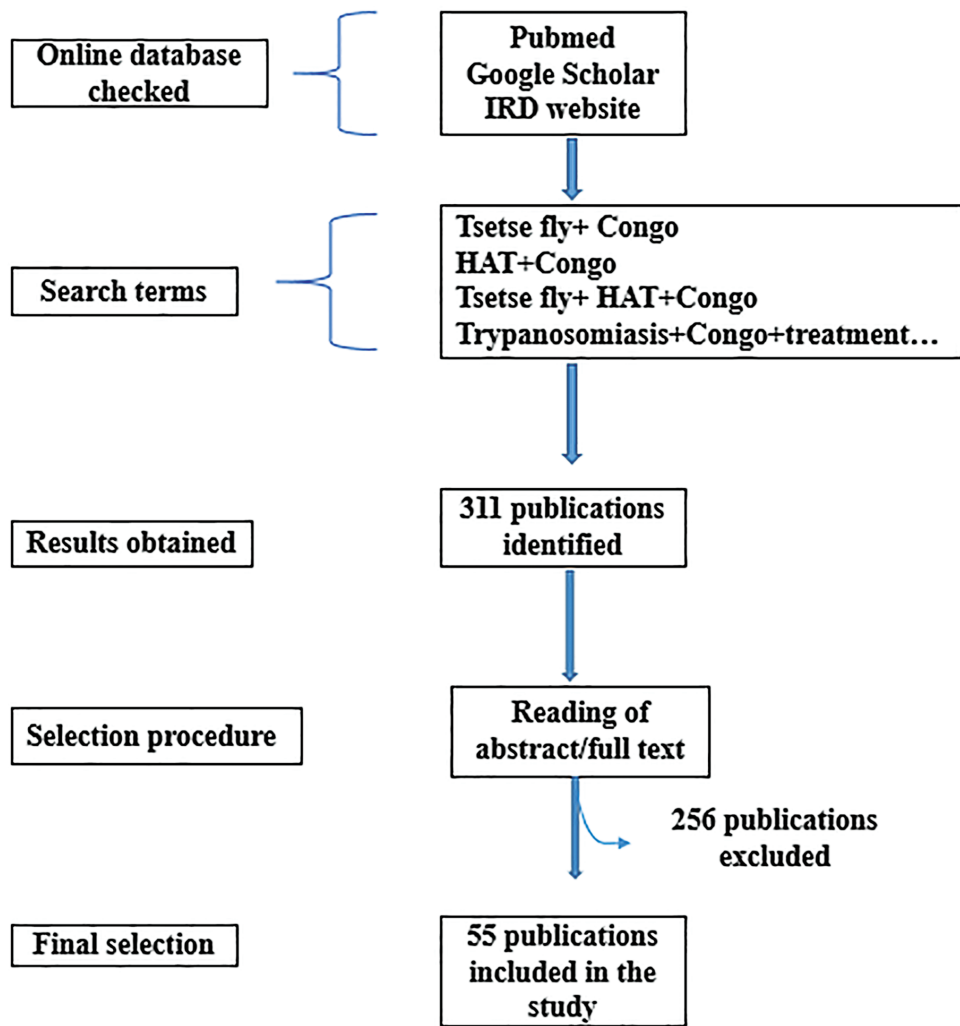 Online database
checked
Pubmed
Google Scholar
IRD website
Search terms
Tsetse fly+ Congo
HAT+Congo
Tsetse fly+ HAT+Congo
Trypanosomiasis+Congo+treatment…
Results obtained
311 publications
identified
Selection procedure
Reading of
abstract/full text
256 publications
excluded
Final selection
55 publications
included in the
study